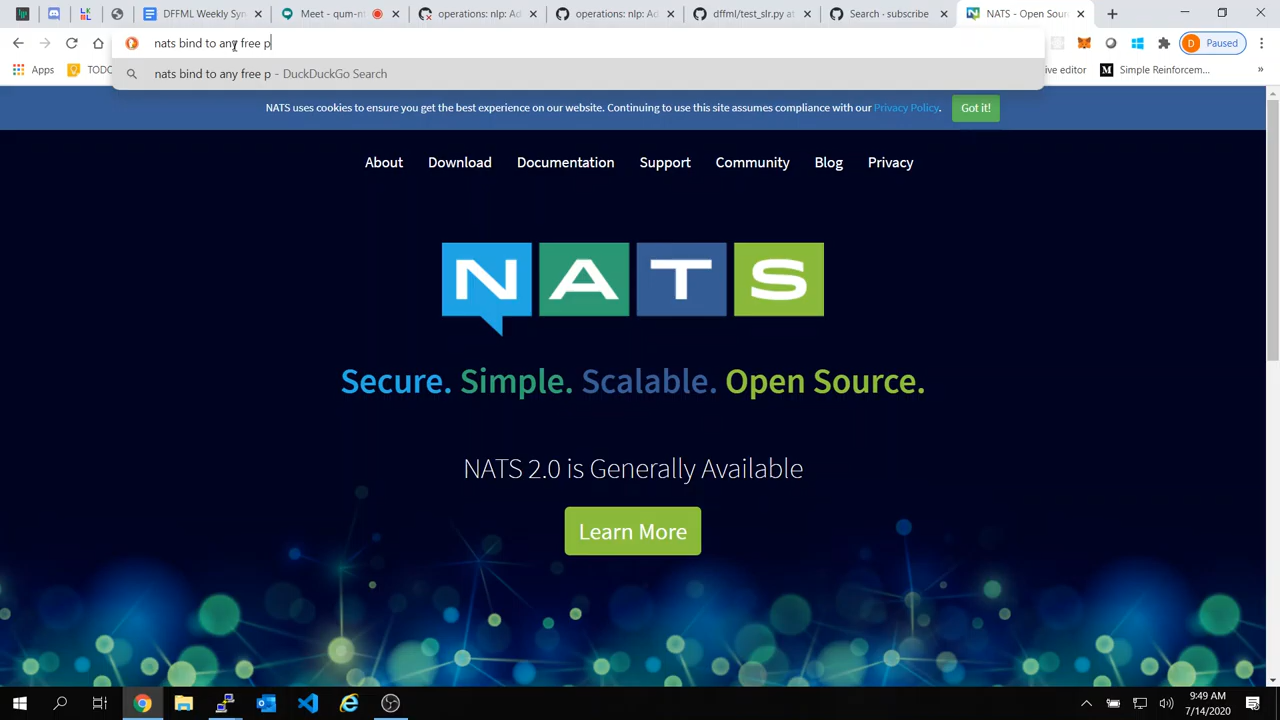 DFFML Weekly Syn
Meet - qum-nt
operations: nlp: Ad
operations: nlp: Ad
dffml/test_slr.py at
Search · subscribe
NATS - Open Sour
nats bind to any free p
D Paused
nats bind to any free p - DuckDuckGo Search
Apps
TODO
ive editor
Simple Reinforcem...
NATS uses cookies to ensure you get the best experience on our website. Continuing to use this site assumes compliance with our Privacy Policy.
Got it!
About Download Documentation Support Community Blog Privacy
NATS
Secure. Simple. Scalable. Open Source.
NATS 2.0 is Generally Available
Learn More
9:49 AM
7/14/2020